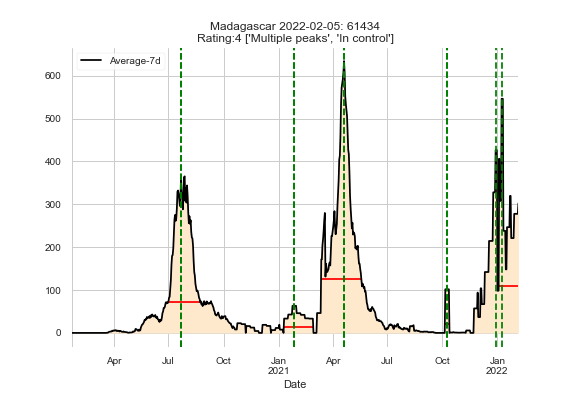 Madagascar 2022-02-05: 61434
Rating:4 ['Multiple peaks', 'In control']
Average-7d
600
500
400
300
200
100
0
Apr Jul Oct Jan Apr Jul Oct Jan
2021 2022
Date